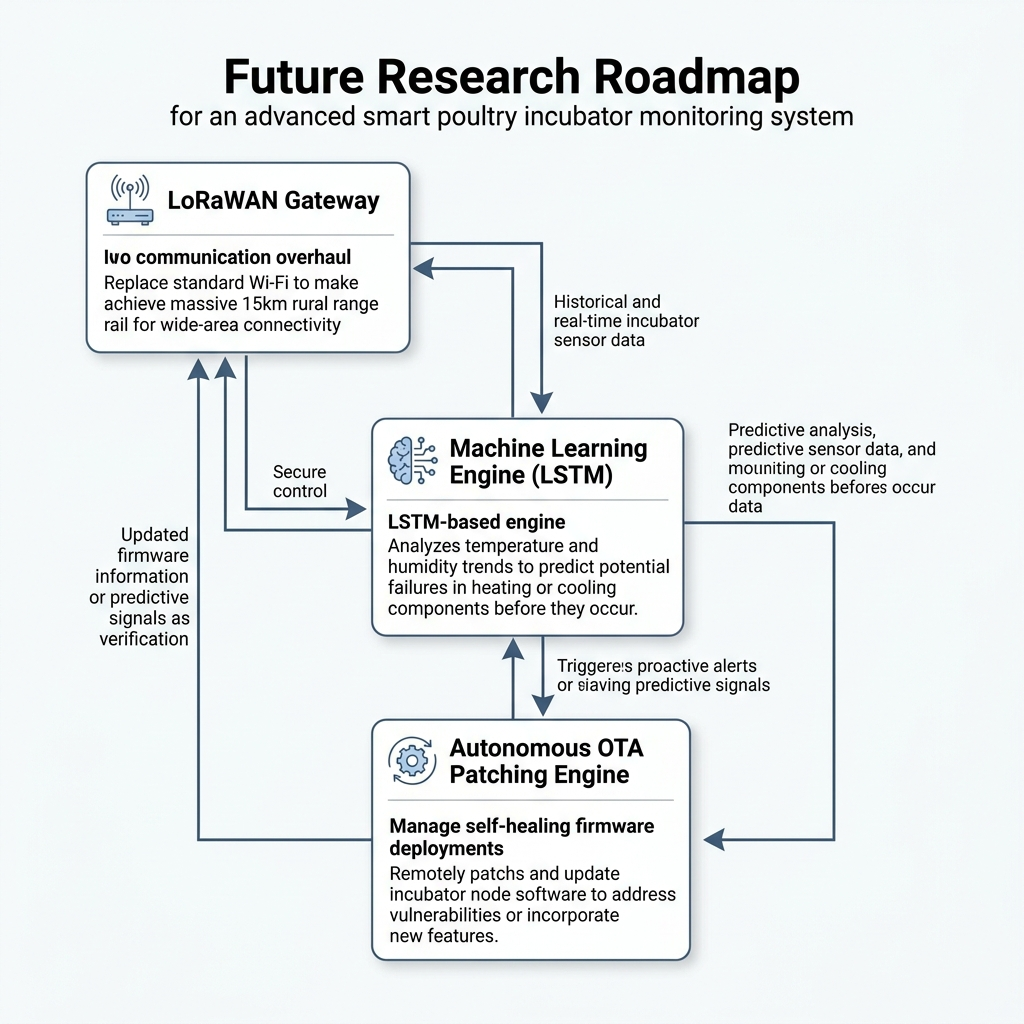 Future Research Roadmap
for an advanced smart poultry incubator monitoring system
LoRaWAN Gateway
communication overhaul
Replace standard Wi-Fi to make
achieve massive 15km rural range
rail for wide-area connectivity
Historical and
real-time incubator
sensor data
Machine Learning
Engine (LSTM)
LSTM-based engine
Analyzes temperature and
humidity trends to predict potential
failures in heating or cooling
components before they occur.
Predictive analysis,
predictive sensor data, and
or cooling
components befores occur
data
Secure
control
Updated
firmware
information
or predictive
signals as
verification
proactive alerts
or predictive signals
Autonomous OTA
Patching Engine
Manage self-healing firmware
deployments
Remotely patchs and update
incubator node software to address
vulnerabilities or incorporate
new features.